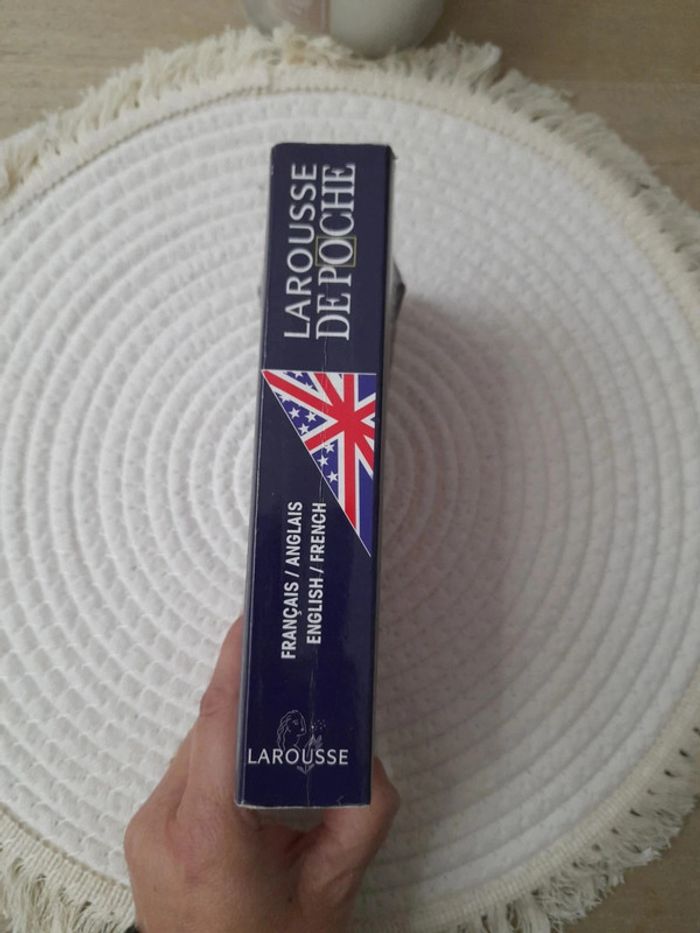 LAROUSSE
DE POCHE
FRANÇAIS / ANGLAIS
ENGLISH / FRENCH
LAROUSSE